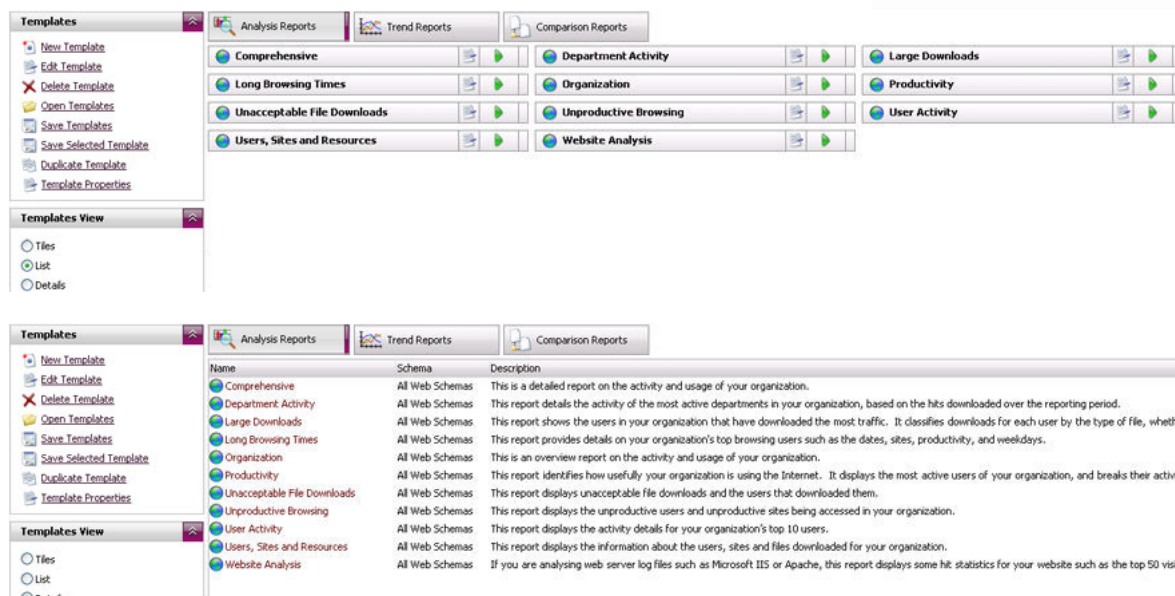 Templates
New Template
Edit Template
Delete Template
Open Templates
Save Templates
Save Selected Template
Duplicate Template
Template Properties
Templates View
Tiles
List
Details
Analysis Reports Trend Reports Comparison Reports
Comprehensive Department Activity Large Downloads
Long Browsing Times Organization Productivity
Unacceptable File Downloads Unproductive Browsing User Activity
Users, Sites and Resources Website Analysis
Templates
New Template
Edit Template
Delete Template
Open Templates
Save Templates
Save Selected Template
Duplicate Template
Template Properties
Templates View
Tiles
List
Analysis Reports Trend Reports Comparison Reports
Name Schema Description
Comprehensive All Web Schemas This is a detailed report on the activity and usage of your organization.
Department Activity All Web Schemas This report details the activity of the most active departments in your organization, based on the hits downloaded over the reporting period.
Large Downloads All Web Schemas This report shows the users in your organization that have downloaded the most traffic. It classifies downloads for each user by the type of file, wheth
Long Browsing Times All Web Schemas This report provides details on your organization's top browsing users such as the dates, sites, productivity, and weekdays.
Organization All Web Schemas This is an overview report on the activity and usage of your organization.
Productivity All Web Schemas This report identifies how usefully your organization is using the Internet. It displays the most active users of your organization, and breaks their activi
Unacceptable File Downloads All Web Schemas This report displays unacceptable file downloads and the users that downloaded them.
Unproductive Browsing All Web Schemas This report displays the unproductive users and unproductive sites being accessed in your organization.
User Activity All Web Schemas This report displays the activity details for your organization's top 10 users.
Users, Sites and Resources All Web Schemas This report displays the information about the users, sites and files downloaded for your organization.
Website Analysis All Web Schemas If you are analysing web server log files such as Microsoft IIS or Apache, this report displays some hit statistics for your website such as the top 50 visi